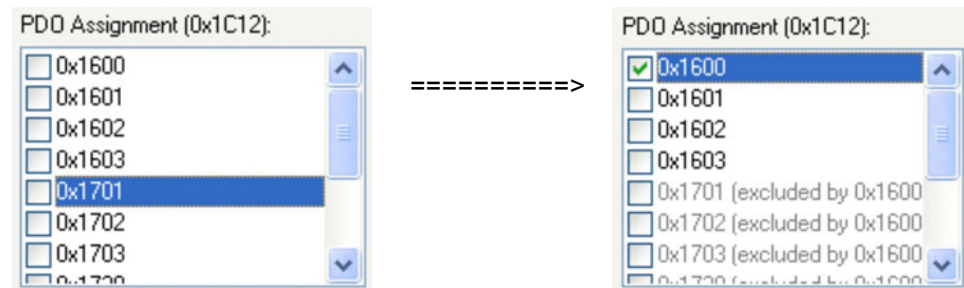 PDO Assignment (0x1C12):
0x1600
0x1601
0x1602
0x1603
0x1701
0x1702
0x1703
==========>
PDO Assignment (0x1C12):
0x1600
0x1601
0x1602
0x1603
0x1701 (excluded by 0x1600
0x1702 (excluded by 0x1600
0x1703 (excluded by 0x1600